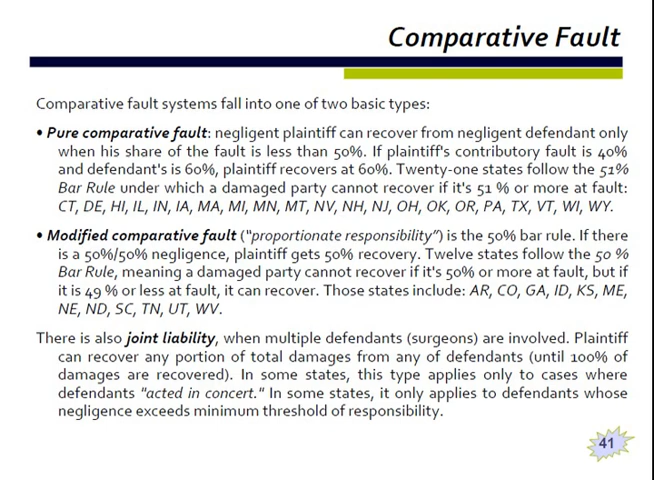 Comparative Fault
Comparative fault systems fall into one of two basic types:
• Pure comparative fault: negligent plaintiff can recover from negligent defendant only
when his share of the fault is less than 50%. If plaintiff's contributory fault is 40%
and defendant's is 60%, plaintiff recovers at 60%. Twenty-one states follow the 51%
Bar Rule under which a damaged party cannot recover if it's 51 % or more at fault:
CT, DE, HI, IL, IN, IA, MA, MI, MN, MT, NV, NH, NJ, OH, OK, OR, PA, TX, VT, WI, WY.
• Modified comparative fault ("proportionate responsibility") is the 50% bar rule. If there
is a 50%/50% negligence, plaintiff gets 50% recovery. Twelve states follow the 50 %
Bar Rule, meaning a damaged party cannot recover if it's 50% or more at fault, but if
it is 49 % or less at fault, it can recover. Those states include: AR, CO, GA, ID, KS, ME,
NE, ND, SC, TN, UT, WV.
There is also joint liability, when multiple defendants (surgeons) are involved. Plaintiff
can recover any portion of total damages from any of defendants (until 100% of
damages are recovered). In some states, this type applies only to cases where
defendants "acted in concert." In some states, it only applies to defendants whose
negligence exceeds minimum threshold of responsibility.
41